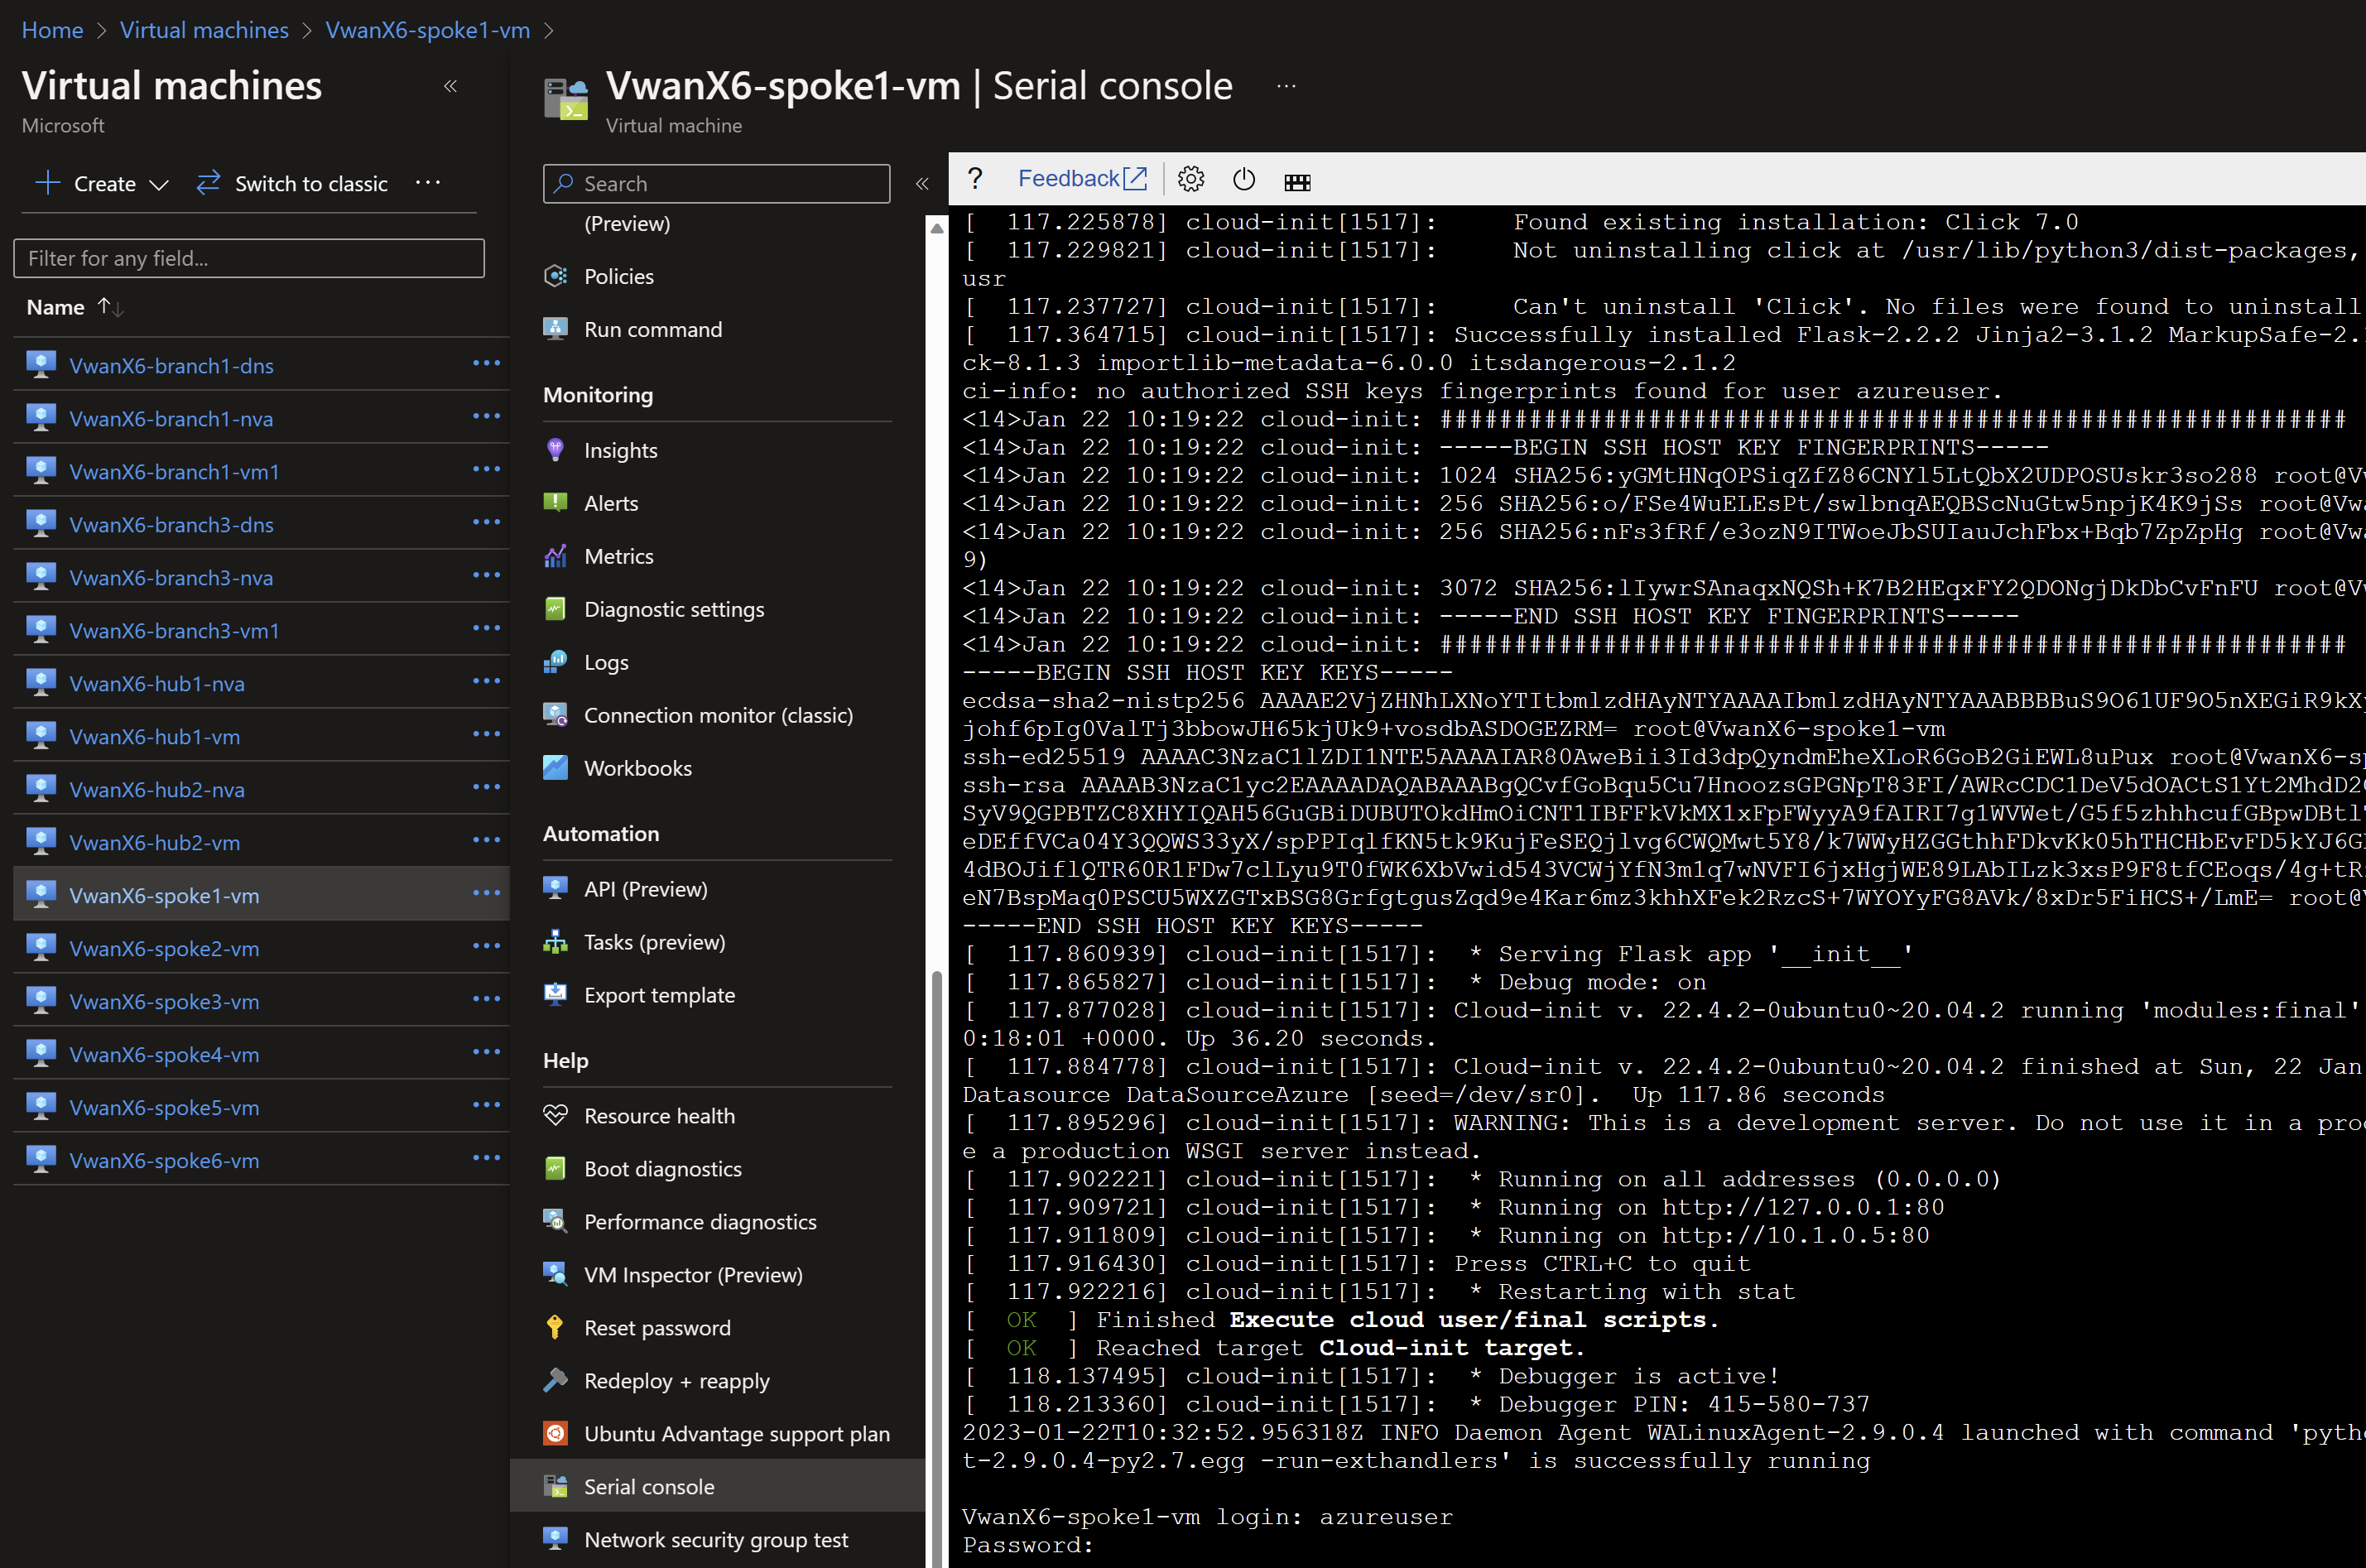 Home > Virtual machines > VwanX6-spoke1-vm >
Virtual machines
Microsoft
Create
Switch to classic
Filter for any field...
Name
VwanX6-branch1-dns
VwanX6-branch1-nva
VwanX6-branch1-vm1
VwanX6-branch3-dns
VwanX6-branch3-nva
VwanX6-branch3-vm1
VwanX6-hub1-nva
VwanX6-hub1-vm
VwanX6-hub2-nva
VwanX6-hub2-vm
VwanX6-spoke1-vm
VwanX6-spoke2-vm
VwanX6-spoke3-vm
VwanX6-spoke4-vm
VwanX6-spoke5-vm
VwanX6-spoke6-vm
VwanX6-spoke1-vm | Serial console
Virtual machine
Search
(Preview)
Policies
Run command
Monitoring
Insights
Alerts
Metrics
Diagnostic settings
Logs
Connection monitor (classic)
Workbooks
Automation
API (Preview)
Tasks (preview)
Export template
Help
Resource health
Boot diagnostics
Performance diagnostics
VM Inspector (Preview)
Reset password
Redeploy + reapply
Ubuntu Advantage support plan
Serial console
Network security group test
? Feedback
[  117.225878] cloud-init[1517]:     Found existing installation: Click 7.0
[  117.229821] cloud-init[1517]:     Not uninstalling click at /usr/lib/python3/dist-packages,
usr
[  117.237727] cloud-init[1517]:     Can't uninstall 'Click'. No files were found to uninstall
[  117.364715] cloud-init[1517]: Successfully installed Flask-2.2.2 Jinja2-3.1.2 MarkupSafe-2.
ck-8.1.3 importlib-metadata-6.0.0 itsdangerous-2.1.2
ci-info: no authorized SSH keys fingerprints found for user azureuser.
<14>Jan 22 10:19:22 cloud-init: #############################################################
<14>Jan 22 10:19:22 cloud-init: -----BEGIN SSH HOST KEY FINGERPRINTS-----
<14>Jan 22 10:19:22 cloud-init: 1024 SHA256:yGMtHNqOPSiqZfZ86CNYl5LtQbX2UDPOSUskr3so288 root@Vw
<14>Jan 22 10:19:22 cloud-init: 256 SHA256:o/FSe4WuELEsPt/swlbnqAEQBScNuGtw5npjK4K9jSs root@Vwa
<14>Jan 22 10:19:22 cloud-init: 256 SHA256:nFs3fRf/e3ozN9ITWoeJbSUIauJchFbx+Bqb7ZpZpHg root@Vwa
9)
<14>Jan 22 10:19:22 cloud-init: 3072 SHA256:lIywrSAnaqxNQSh+K7B2HEqxFY2QDONgjDkDbCvFnFU root@Vw
<14>Jan 22 10:19:22 cloud-init: -----END SSH HOST KEY FINGERPRINTS-----
<14>Jan 22 10:19:22 cloud-init: #############################################################
-----BEGIN SSH HOST KEY KEYS-----
ecdsa-sha2-nistp256 AAAAE2VjZHNhLXNoYTItbmlzdHAyNTYAAAAIbmlzdHAyNTYAAABBBBuS9O61UF9O5nXEGiR9kX
johf6pIg0ValTj3bbowJH65kjUk9+vosdbASDOGEZRM= root@VwanX6-spoke1-vm
ssh-ed25519 AAAAC3NzaC1lZDI1NTE5AAAAIAR80AweBii3Id3dpQyndmEheXLoR6GoB2GiEWL8uPux root@VwanX6-sp
ssh-rsa AAAAB3NzaC1yc2EAAAADAQABAAABgQCvfGoBqu5Cu7HnoozsGPGNpT83FI/AWRcCDC1DeV5dOACtS1Yt2MhdD2
SyV9QGPBTZC8XHYIQAH56GuGBiDUBUTOkdHmOiCNT1IBFFkVkMX1xFpFWyyA9fAIRI7g1WVWet/G5f5zhhhcufGBpwDBtl
eDEffVCa04Y3QQWS33yX/spPPIqlfKN5tk9KujFeSEQjlvg6CWQMwt5Y8/k7WWyHZGGthhFDkvKk05hTHCHbEvFD5kYJ6G
4dBOJiflQTR60R1FDw7clLyu9T0fWK6XbVwid543VCWjYfN3m1q7wNVFI6jxHgjWE89LAbILzk3xsP9F8tfCEoqs/4g+tR
eN7BspMaq0PSCU5WXZGTxBSG8GrfgtgusZqd9e4Kar6mz3khhXFek2RzcS+7WYOYyFG8AVk/8xDr5FiHCS+/LmE= root@
-----END SSH HOST KEY KEYS-----
[  117.860939] cloud-init[1517]:  * Serving Flask app '__init__'
[  117.865827] cloud-init[1517]:  * Debug mode: on
[  117.877028] cloud-init[1517]: Cloud-init v. 22.4.2-0ubuntu0~20.04.2 running 'modules:final'
0:18:01 +0000. Up 36.20 seconds.
[  117.884778] cloud-init[1517]: Cloud-init v. 22.4.2-0ubuntu0~20.04.2 finished at Sun, 22 Jan
Datasource DataSourceAzure [seed=/dev/sr0].  Up 117.86 seconds
[  117.895296] cloud-init[1517]: WARNING: This is a development server. Do not use it in a pro
e a production WSGI server instead.
[  117.902221] cloud-init[1517]:  * Running on all addresses (0.0.0.0)
[  117.909721] cloud-init[1517]:  * Running on http://127.0.0.1:80
[  117.911809] cloud-init[1517]:  * Running on http://10.1.0.5:80
[  117.916430] cloud-init[1517]: Press CTRL+C to quit
[  117.922216] cloud-init[1517]:  * Restarting with stat
[  OK  ] Finished Execute cloud user/final scripts.
[  OK  ] Reached target Cloud-init target.
[  118.137495] cloud-init[1517]:  * Debugger is active!
[  118.213360] cloud-init[1517]:  * Debugger PIN: 415-580-737
2023-01-22T10:32:52.956318Z INFO Daemon Agent WALinuxAgent-2.9.0.4 launched with command 'pyth
t-2.9.0.4-py2.7.egg -run-exthandlers' is successfully running
VwanX6-spoke1-vm login: azureuser
Password: